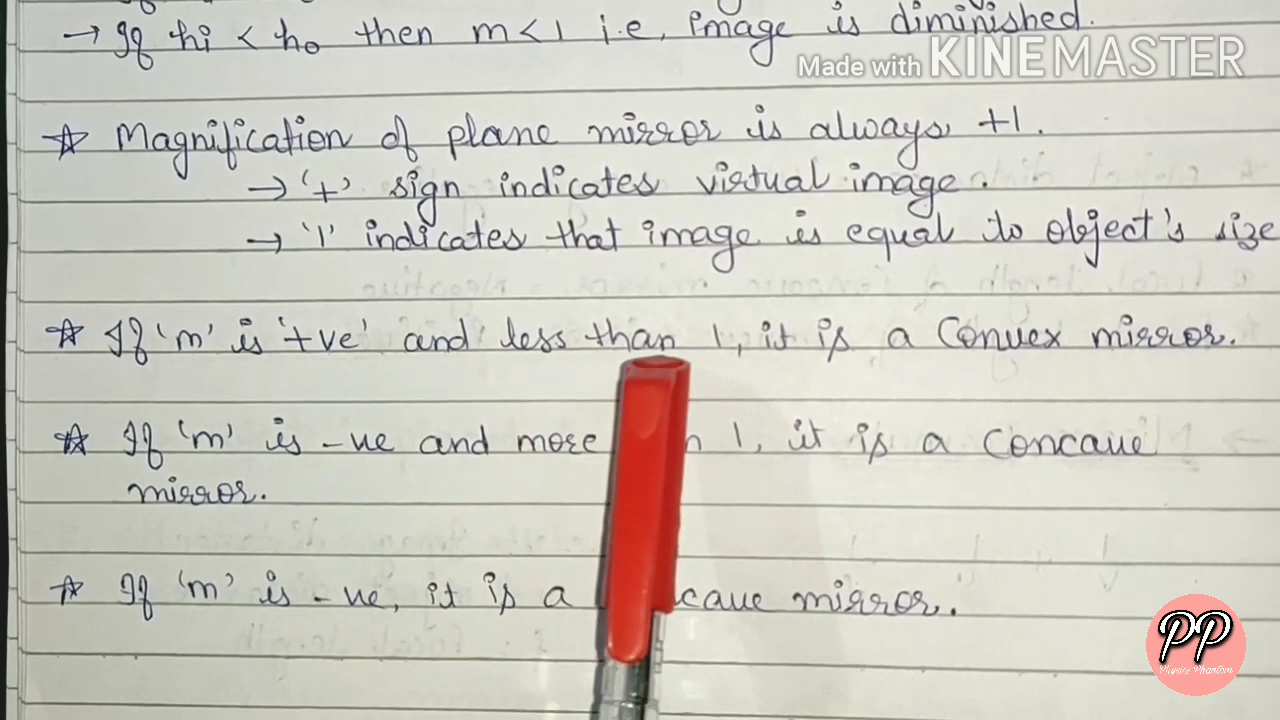 → If hi < ho then m < 1 i.e, image is diminished.
Made with KINEMASTER
☆ Magnification of plane mirror is always +1.
→ '+' sign indicates virtual image.
→ '1' indicates that image is equal to object's size
☆ If 'm' is '+ve' and less than 1, it is a Convex mirror.
☆ If 'm' is -ve and more n 1, it is a Concave
mirror.
☆ If 'm' is -ve, it is a cave mirror.
PP
Physics Phantom